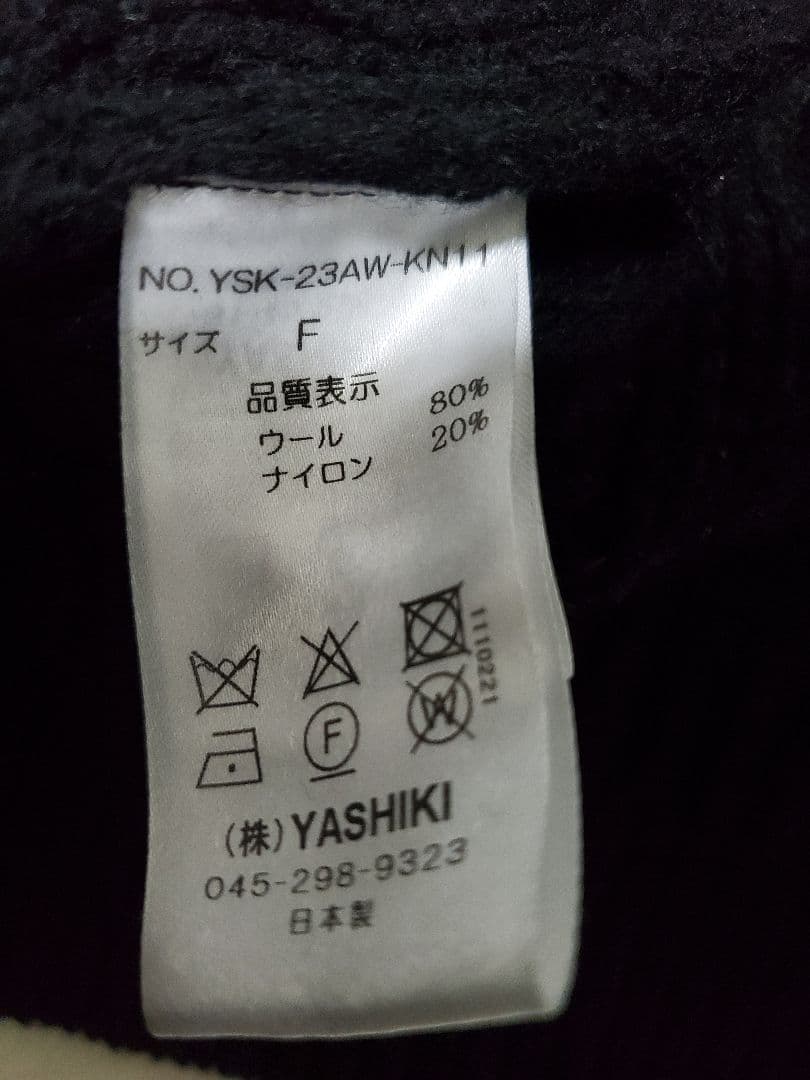 NO. YSK-23AW-KN11
サイズ F
品質表示
ウール 80%
ナイロン 20%
1110221
F
W
(株)YASHIKI
045-298-9323
日本製